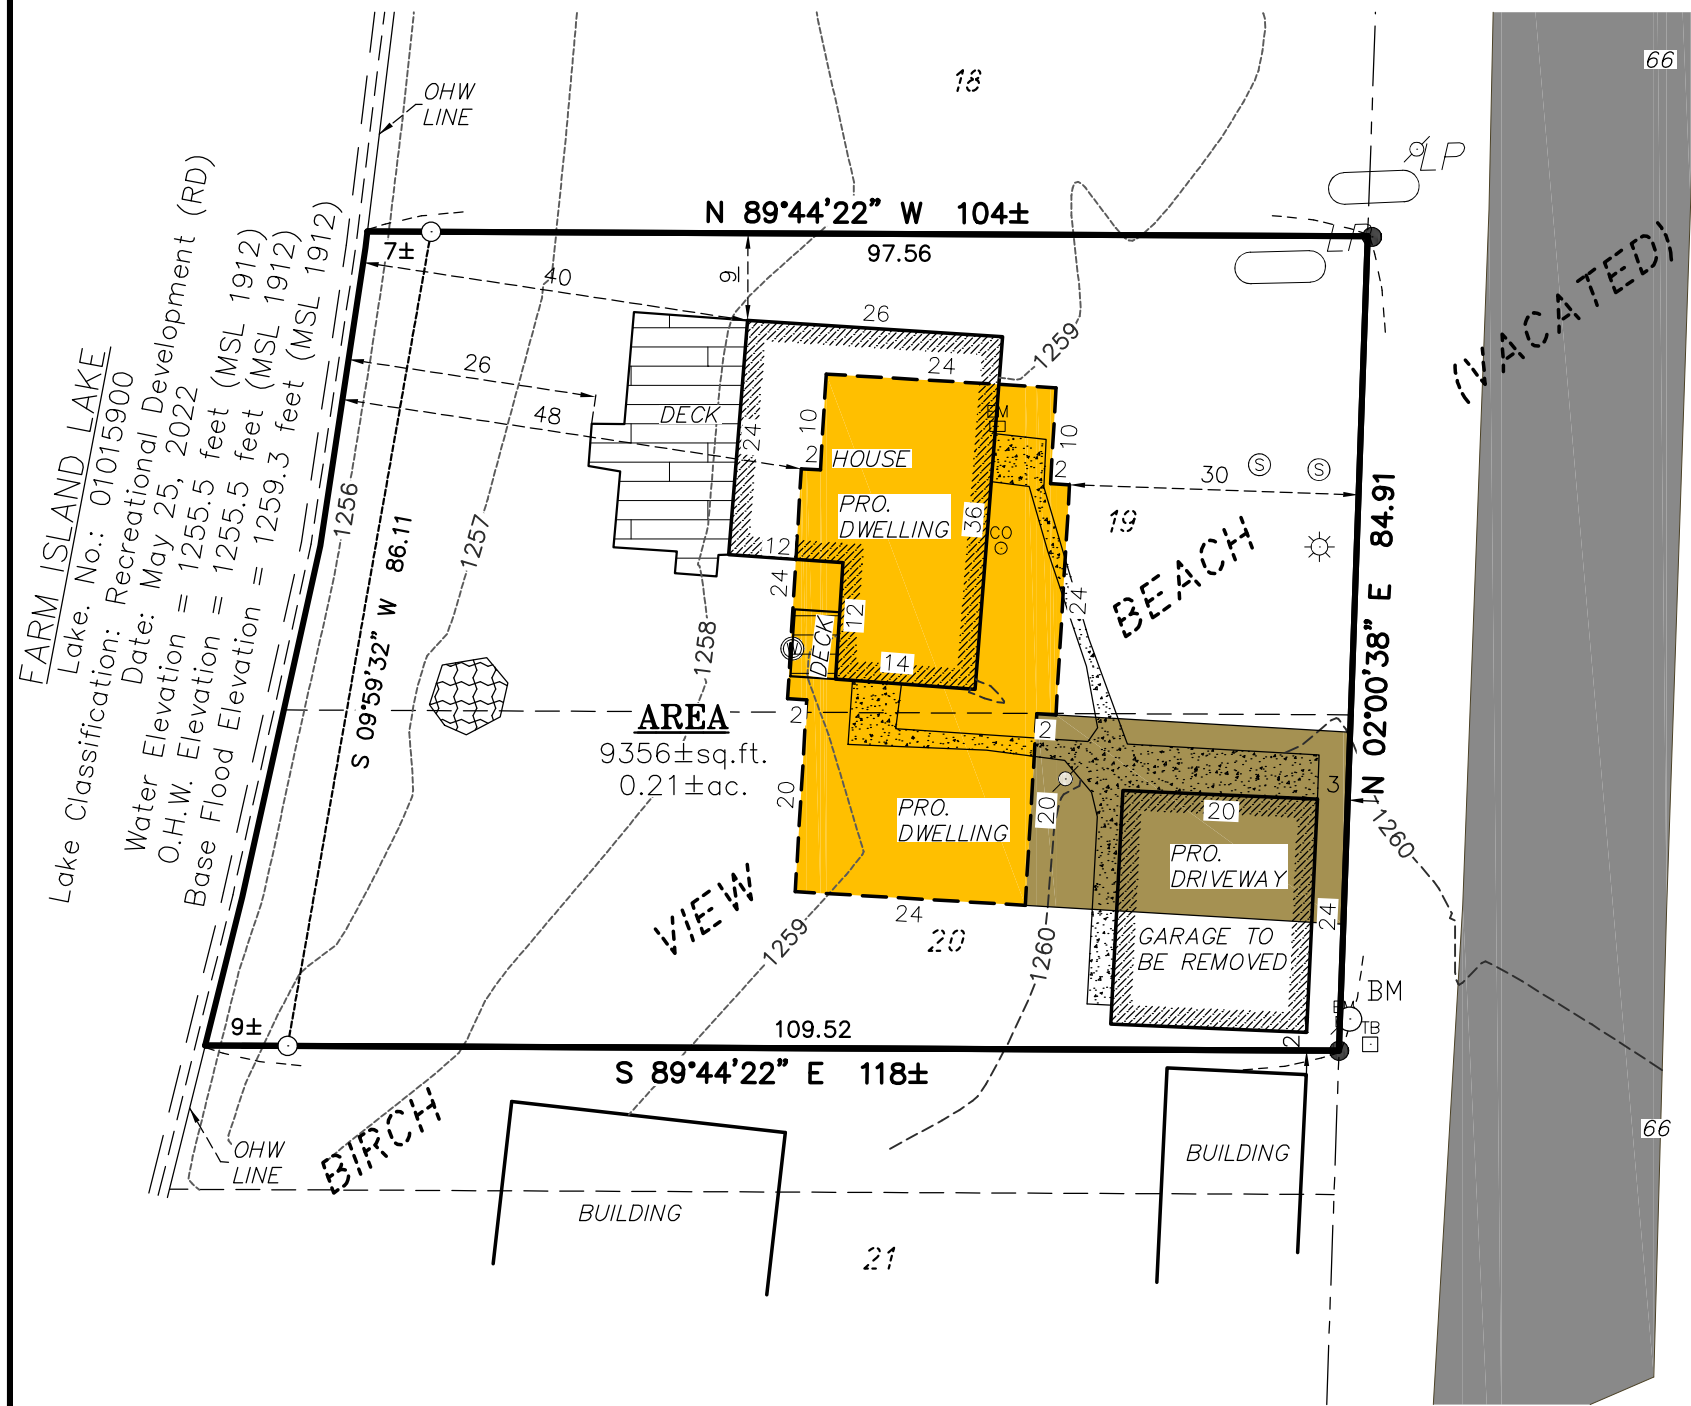 66
18
OHW
LINE
LP
LP
N 89°44'22" W   104±
7±
97.56
40
9
FARM ISLAND LAKE
Lake. No.: 01015900
Lake Classification: Recreational Development (RD)
Date: May 25, 2022
Water Elevation = 1255.5 feet (MSL 1912)
O.H.W. Elevation = 1255.5 feet (MSL 1912)
Base Flood Elevation = 1259.3 feet (MSL 1912)
(VACATED)
26
1259
26
24
48
DECK
24
10
EM
10
2
HOUSE
2
30
S
S
1256
1257
PRO.
DWELLING
36
CO
19
BEACH
N 02°00'38" E   84.91
S 09°59'32" W   86.11
12
24
12
24
DECK
1258
14
AREA
9356±sq.ft.
0.21±ac.
2
2
20
PRO.
DWELLING
20
20
3
1260
PRO.
DRIVEWAY
24
24
VIEW
1259
20
1260
GARAGE TO
BE REMOVED
BM
TB
2
9±
109.52
S 89°44'22" E   118±
BIRCH
OHW
LINE
BUILDING
BUILDING
66
21